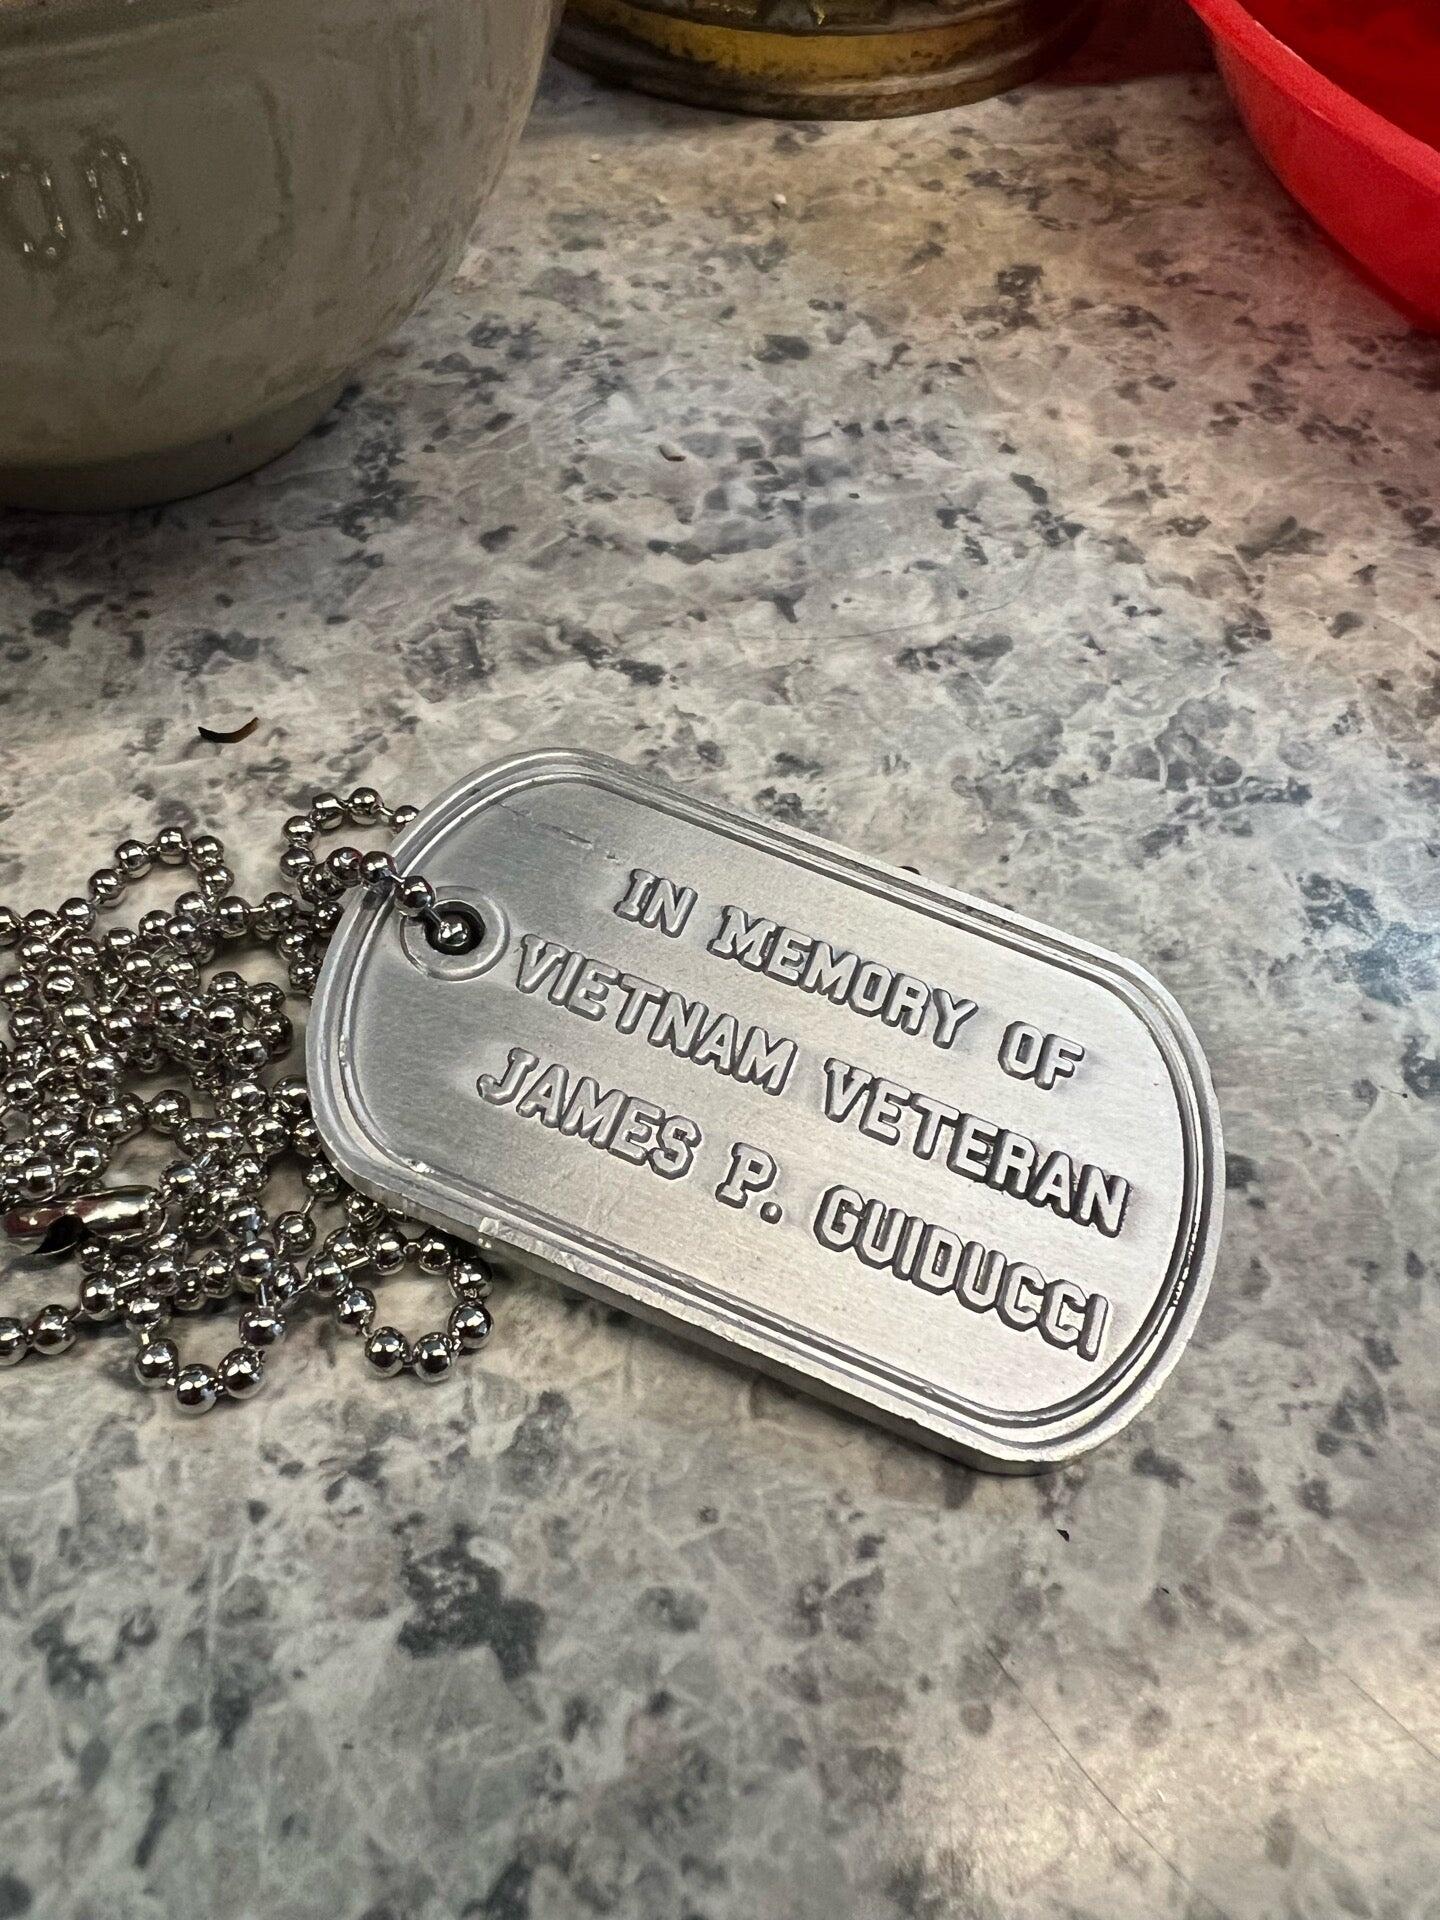 IN MEMORY OF
VIETNAM VETERAN
JAMES P. GUIDUCCI